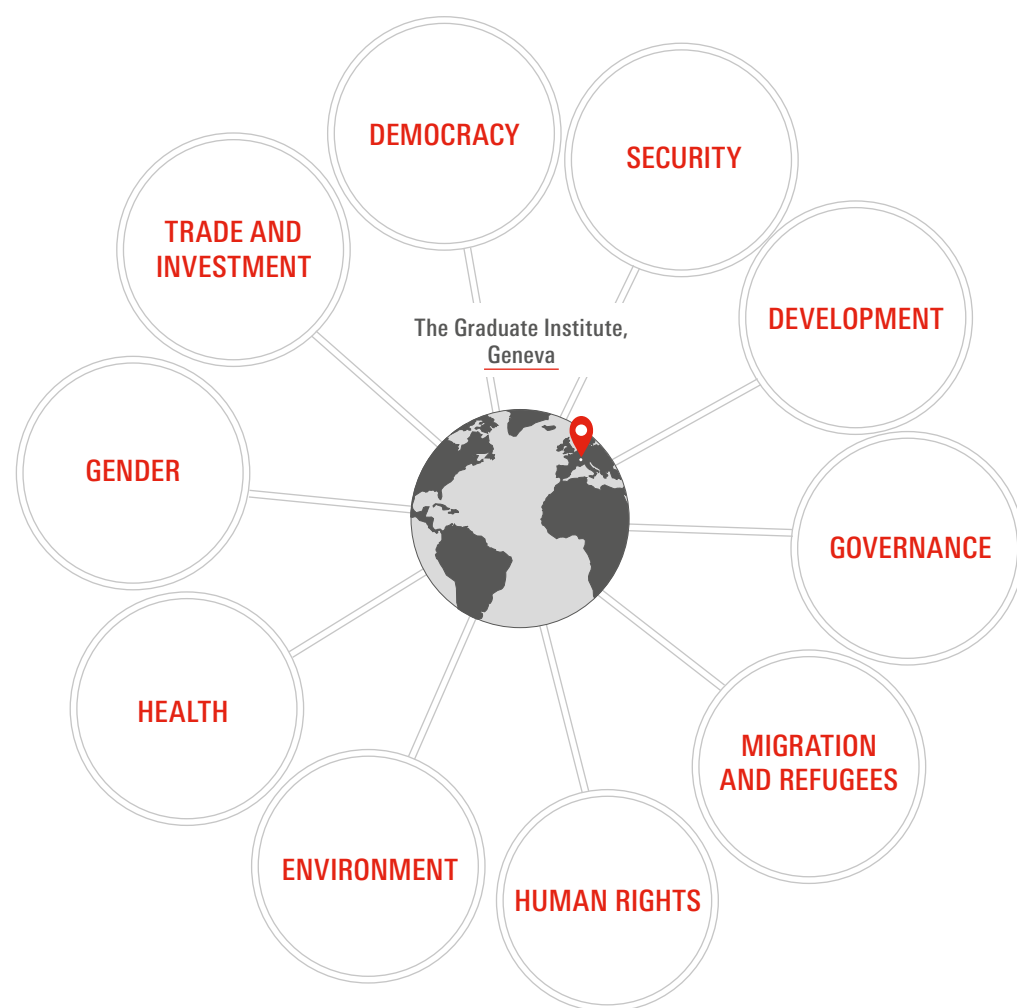 DEMOCRACY
SECURITY
TRADE AND
INVESTMENT
DEVELOPMENT
The Graduate Institute,
Geneva
GENDER
GOVERNANCE
HEALTH
MIGRATION
AND REFUGEES
ENVIRONMENT
HUMAN RIGHTS